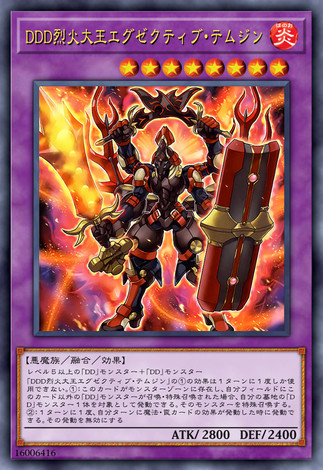 DDD烈火大王エグゼクティブ・テムジン
炎
【悪魔族／融合／効果】
レベル５以上の「DD」モンスター＋「DD」モンスター
「DDD烈火大王エグゼクティブ・テムジン」の①の効果は１ターンに１度しか使
用できない。①：このカードがモンスターゾーンに存在し、自分フィールドにこ
のカード以外の「DD」モンスターが召喚・特殊召喚された場合、自分の墓地の「D
D」モンスター１体を対象として発動できる。そのモンスターを特殊召喚する。
②：１ターンに１度、自分ターンに魔法・罠カードの効果が発動した時に発動で
きる。その発動を無効にする
ATK/ 2800 DEF/2400
16006416